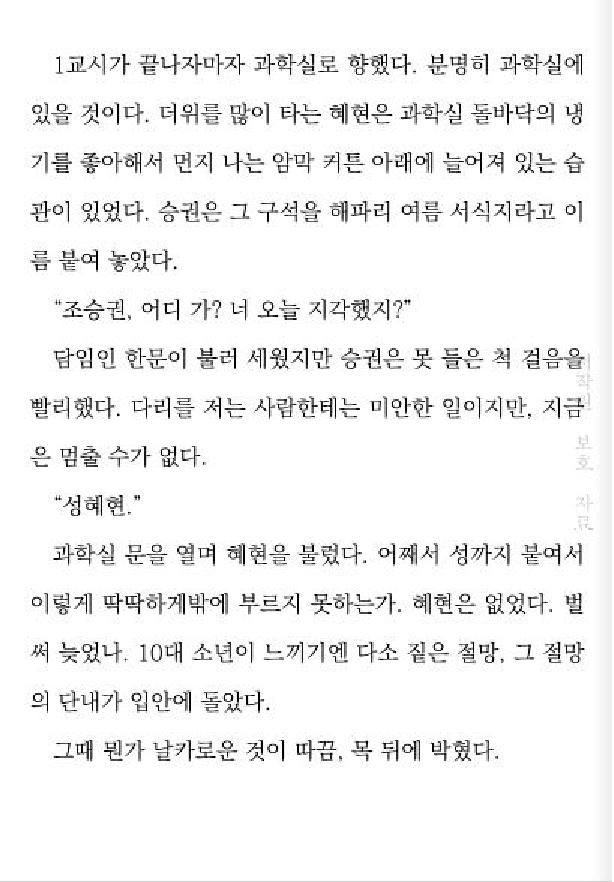 1교시가 끝나자마자 과학실로 향했다. 분명히 과학실에
있을 것이다. 더위를 많이 타는 혜현은 과학실 돌바닥의 냉
기를 좋아해서 먼지 나는 암막 커튼 아래에 늘어져 있는 습
관이 있었다. 승권은 그 구석을 해파리 여름 서식지라고 이
름 붙여 놓았다.
“조승권, 어디 가? 너 오늘 지각했지?”
담임인 한문이 불러 세웠지만 승권은 못 들은 척 걸음을
빨리했다. 다리를 저는 사람한테는 미안한 일이지만, 지금
은 멈출 수가 없다.
“성혜현.”
과학실 문을 열며 혜현을 불렀다. 어째서 성까지 붙여서
이렇게 딱딱하게밖에 부르지 못하는가. 혜현은 없었다. 벌
써 늦었나. 10대 소년이 느끼기엔 다소 짙은 절망, 그 절망
의 단내가 입안에 돌았다.
그때 뭔가 날카로운 것이 따끔, 목 뒤에 박혔다.
보호 자료